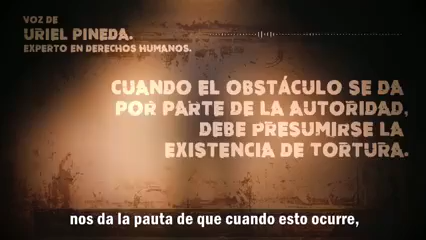 VOZ DE
URIEL PINEDA.
EXPERTO EN DERECHOS HUMANOS.
CUANDO EL OBSTÁCULO SE DA
POR PARTE DE LA AUTORIDAD,
DEBE PRESUMIRSE LA
EXISTENCIA DE TORTURA.
nos da la pauta de que cuando esto ocurre,